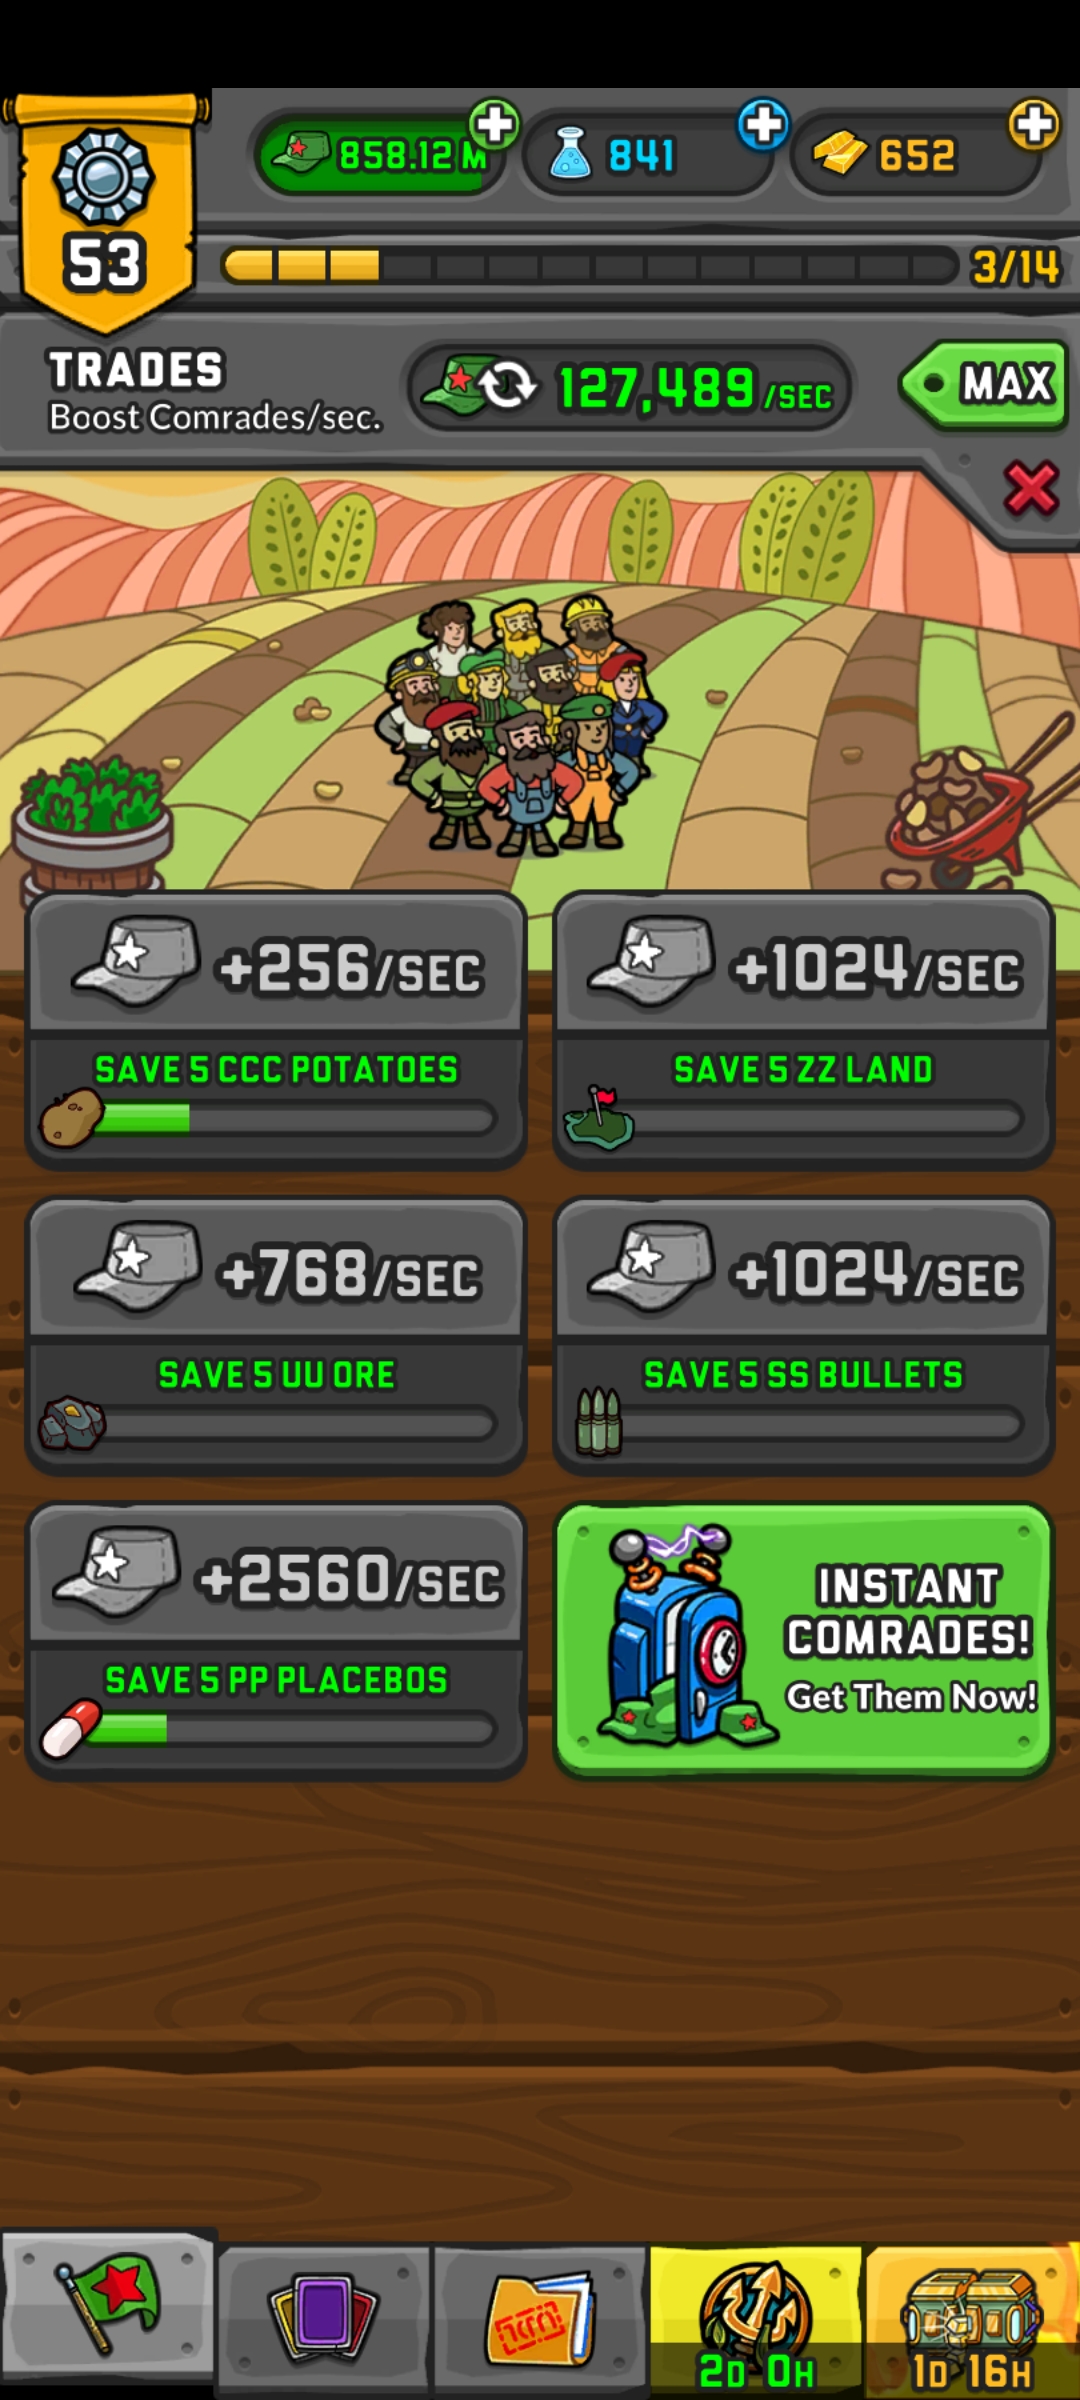 858.12 M
841
652
53
3/14
TRADES
Boost Comrades/sec.
127,489 /SEC
MAX
+256/SEC
SAVE 5 CCC POTATOES
+1024/SEC
SAVE 5 ZZ LAND
+768/SEC
SAVE 5 UU ORE
+1024/SEC
SAVE 5 SS BULLETS
+2560/SEC
SAVE 5 PP PLACEBOS
INSTANT
COMRADES!
Get Them Now!
2D 0H
1D 16H